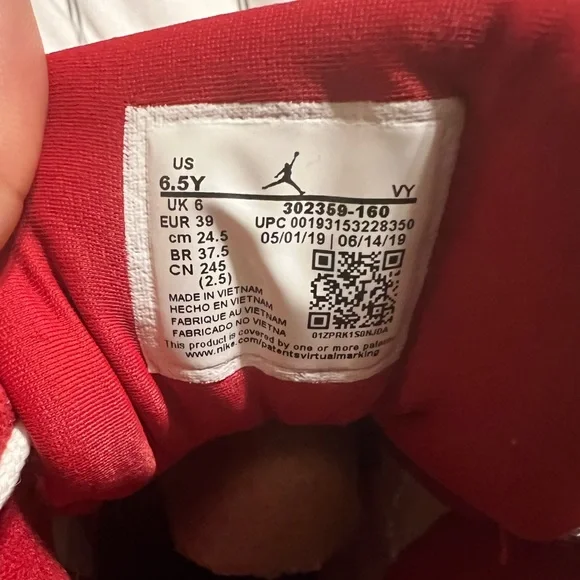 US
6.5Y VY
UK 6
EUR 39
cm 24.5
BR 37.5
CN 245
(2.5)
302359-160
UPC 00193153228350
05/01/19 | 06/14/19
MADE IN VIETNAM
HECHO EN VIETNAM
FABRIQUE AU VIETNAM
FABRICADO NO VIETNA
01ZPRK1S0NJDA
This product is covered by one or more patents
www.nike.com/patentsvirtualmarking